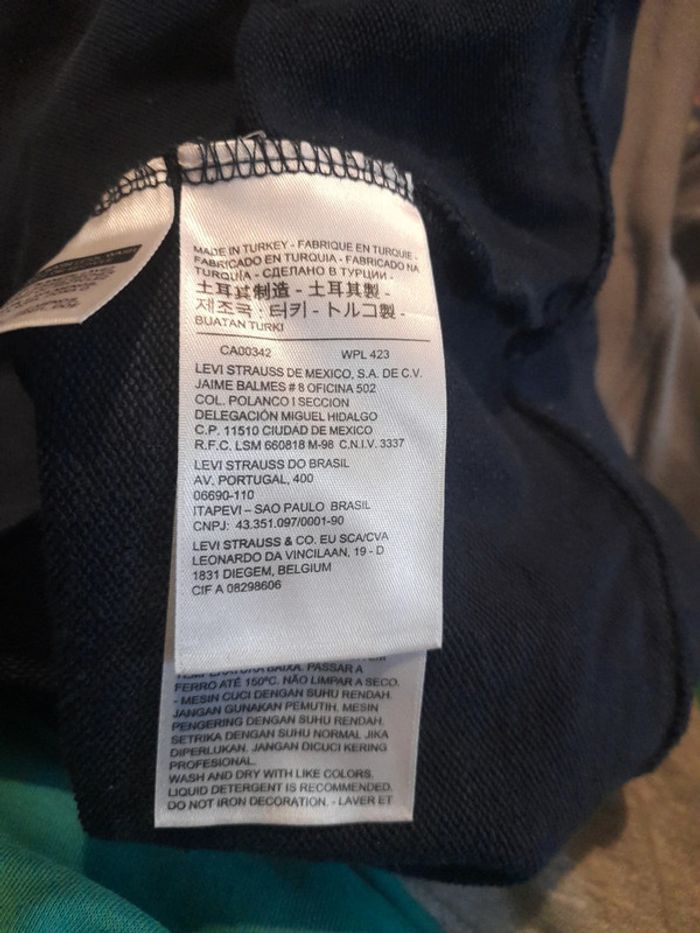 MADE IN TURKEY - FABRIQUE EN TURQUIE -
FABRICADO EN TURQUIA - FABRICADO NA
TURQUÍA - СДЕЛАНО В ТУРЦИИ -
土耳其制造 - 土耳其製 -
제조국 : 터키 - トルコ製 -
BUATAN TURKI
CA00342 WPL 423
LEVI STRAUSS DE MEXICO, S.A. DE C.V.
JAIME BALMES # 8 OFICINA 502
COL. POLANCO I SECCION
DELEGACIÓN MIGUEL HIDALGO
C.P. 11510 CIUDAD DE MEXICO
R.F.C. LSM 660818 M-98 C.N.I.V. 3337
LEVI STRAUSS DO BRASIL
AV. PORTUGAL, 400
06690-110
ITAPEVI – SAO PAULO BRASIL
CNPJ: 43.351.097/0001-90
LEVI STRAUSS & CO. EU SCA/CVA
LEONARDO DA VINCILAAN, 19 - D
1831 DIEGEM, BELGIUM
CIF A 08298606
TEMPERATURA BAIXA. PASSAR A
FERRO ATÉ 150ºC. NÃO LIMPAR A SECO.
- MESIN CUCI DENGAN SUHU RENDAH.
JANGAN GUNAKAN PEMUTIH. MESIN
PENGERING DENGAN SUHU RENDAH.
SETRIKA DENGAN SUHU NORMAL JIKA
DIPERLUKAN. JANGAN DICUCI KERING
PROFESIONAL.
WASH AND DRY WITH LIKE COLORS.
LIQUID DETERGENT IS RECOMMENDED.
DO NOT IRON DECORATION. - LAVER ET